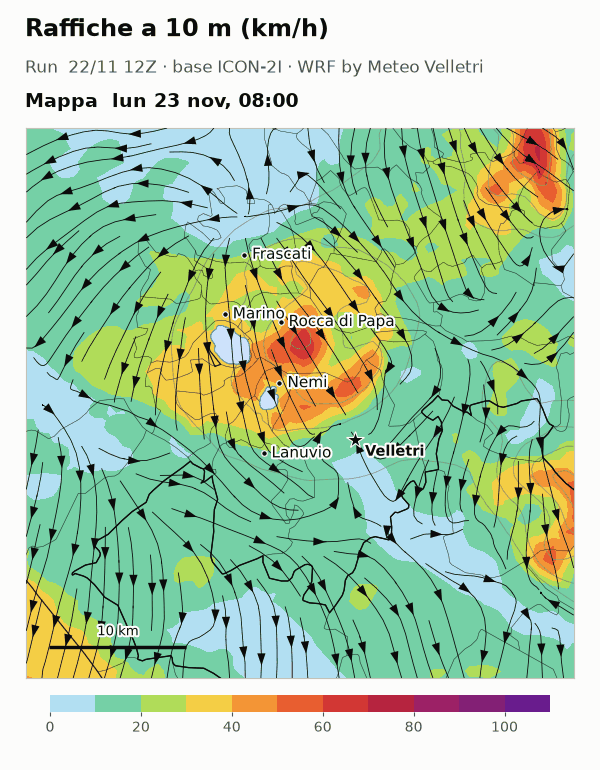 Raffiche a 10 m (km/h)
Run  22/11 12Z · base ICON-2I · WRF by Meteo Velletri
Mappa  lun 23 nov, 08:00
Frascati
Marino
Rocca di Papa
Nemi
Velletri
Lanuvio
10 km
0 20 40 60 80 100